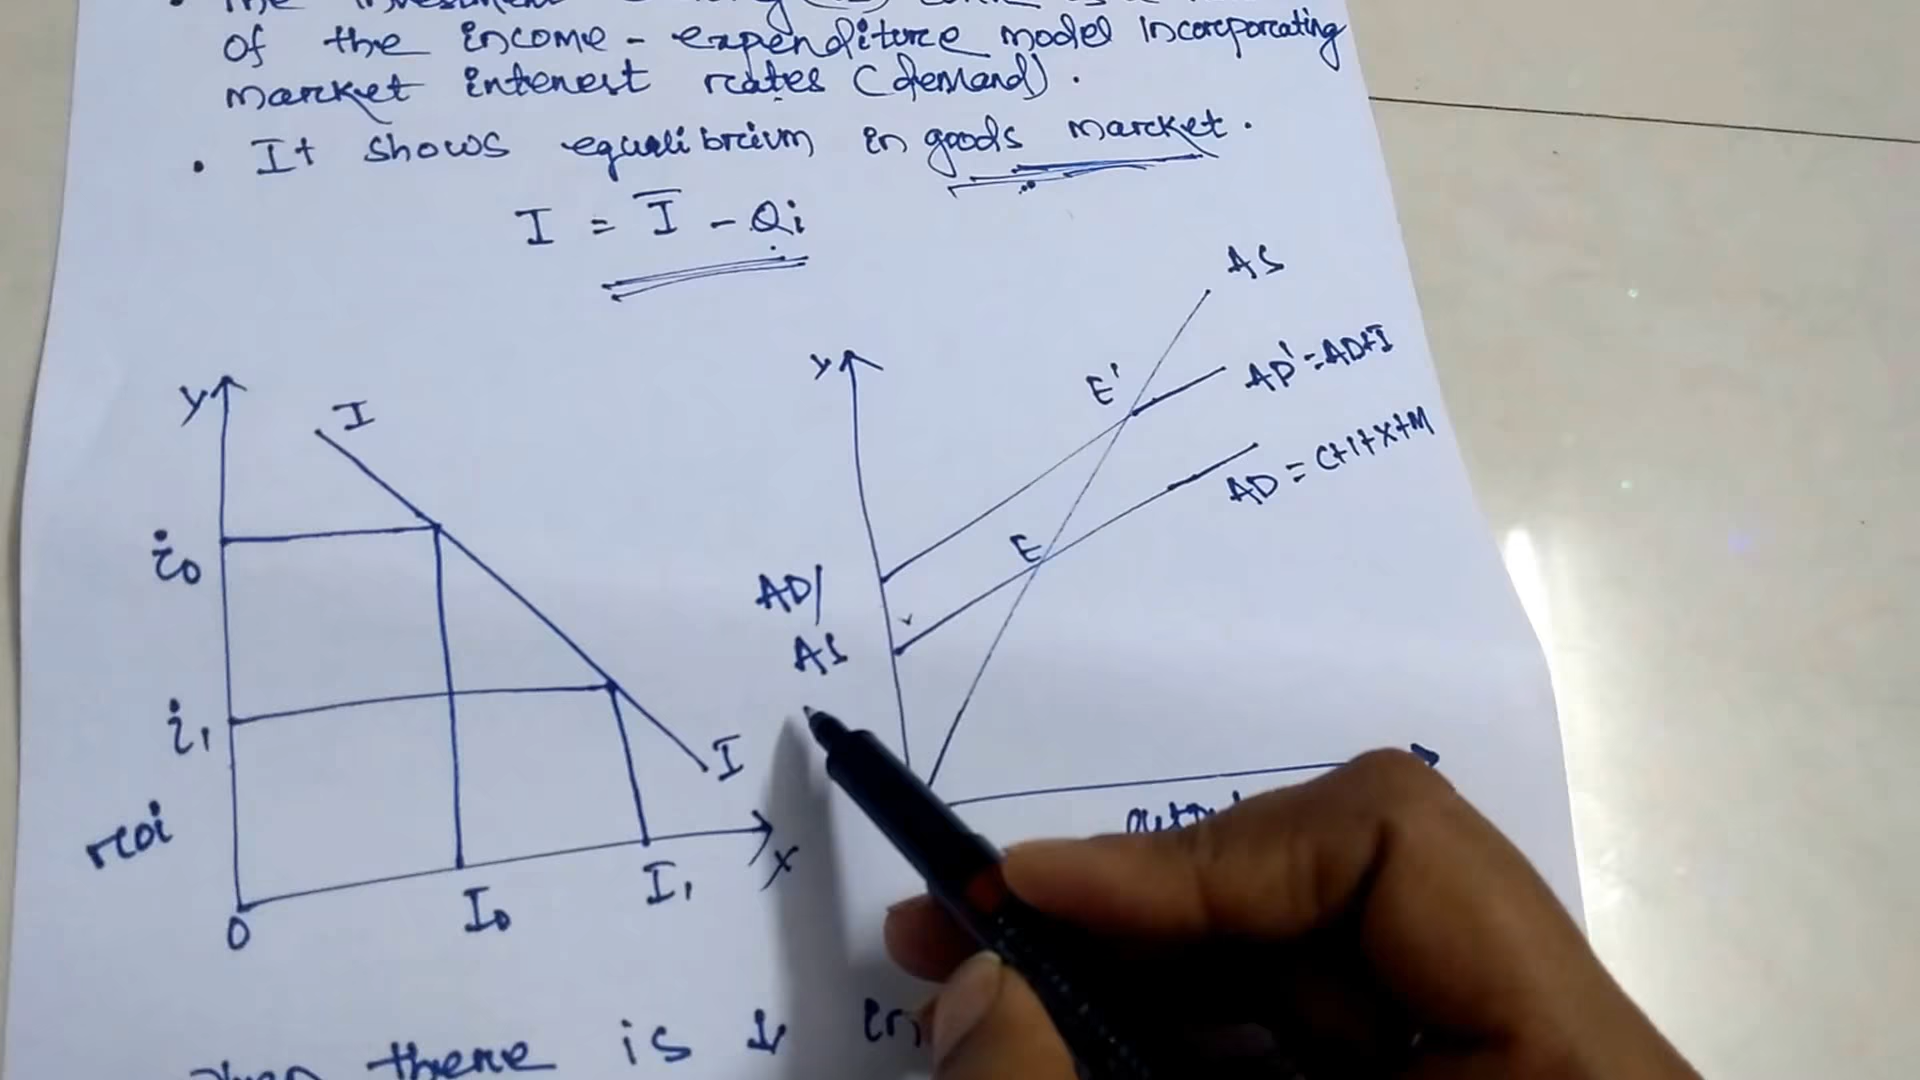 of the income - expenditure model incorporating
market interest rates (demand).
• It shows equilibrium in goods market.
I = Ī - Qi
AS
AD' = AD+I
E'
AD = C+I+X+M
E
Y
AD/
AS
Y
I
i0
i1
roi
I
X
0
I0
I1
there is ↓ in